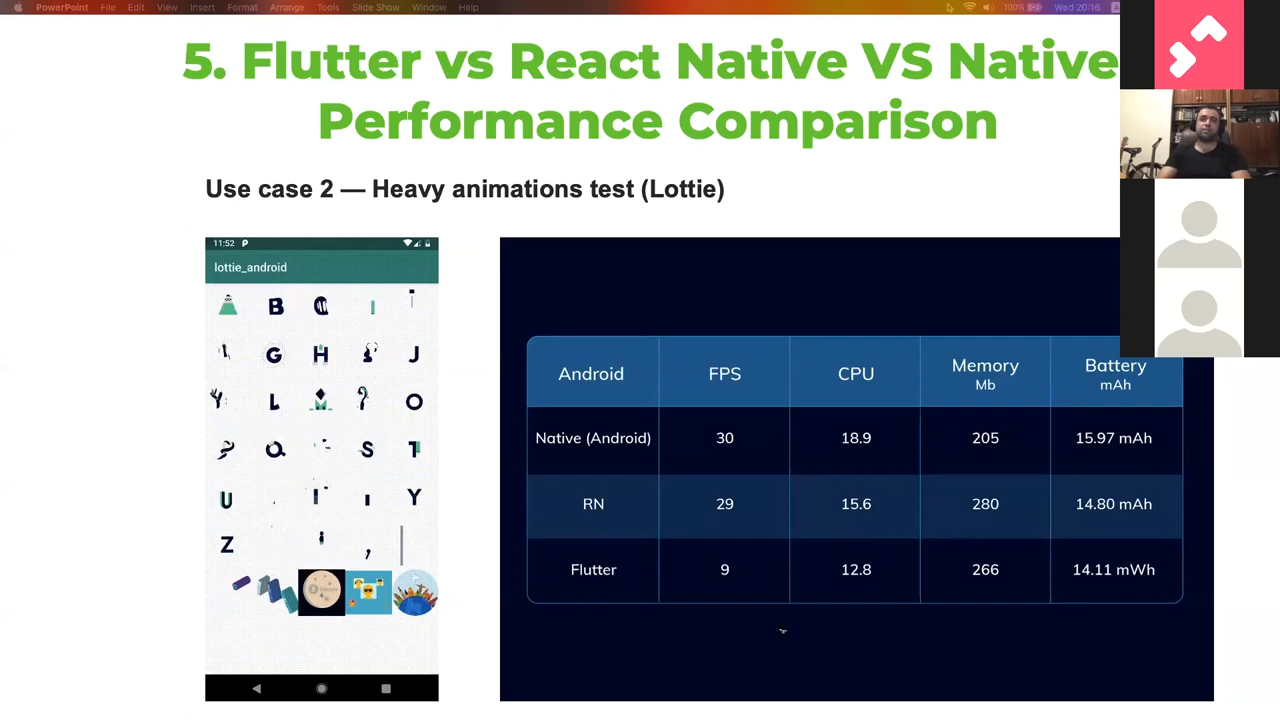 PowerPoint File Edit View Insert Format Arrange Tools Slide Show Window Help 100% Wed 20:16
5. Flutter vs React Native VS Native
Performance Comparison
Use case 2 — Heavy animations test (Lottie)
11:52
lottie_android
B C I
G H J
L O
Q S T
U I Y
Z ,
Android FPS CPU Memory Mb Battery mAh
Native (Android) 30 18.9 205 15.97 mAh
RN 29 15.6 280 14.80 mAh
Flutter 9 12.8 266 14.11 mWh